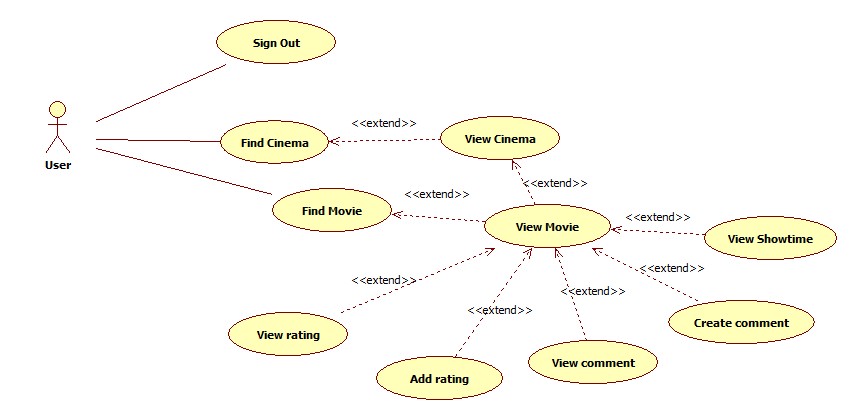 Sign Out
<<extend>>
Find Cinema
View Cinema
User
<<extend>>
<<extend>>
Find Movie
View Movie
<<extend>>
View Showtime
<<extend>>
<<extend>>
<<extend>>
<<extend>>
Create comment
View rating
View comment
Add rating